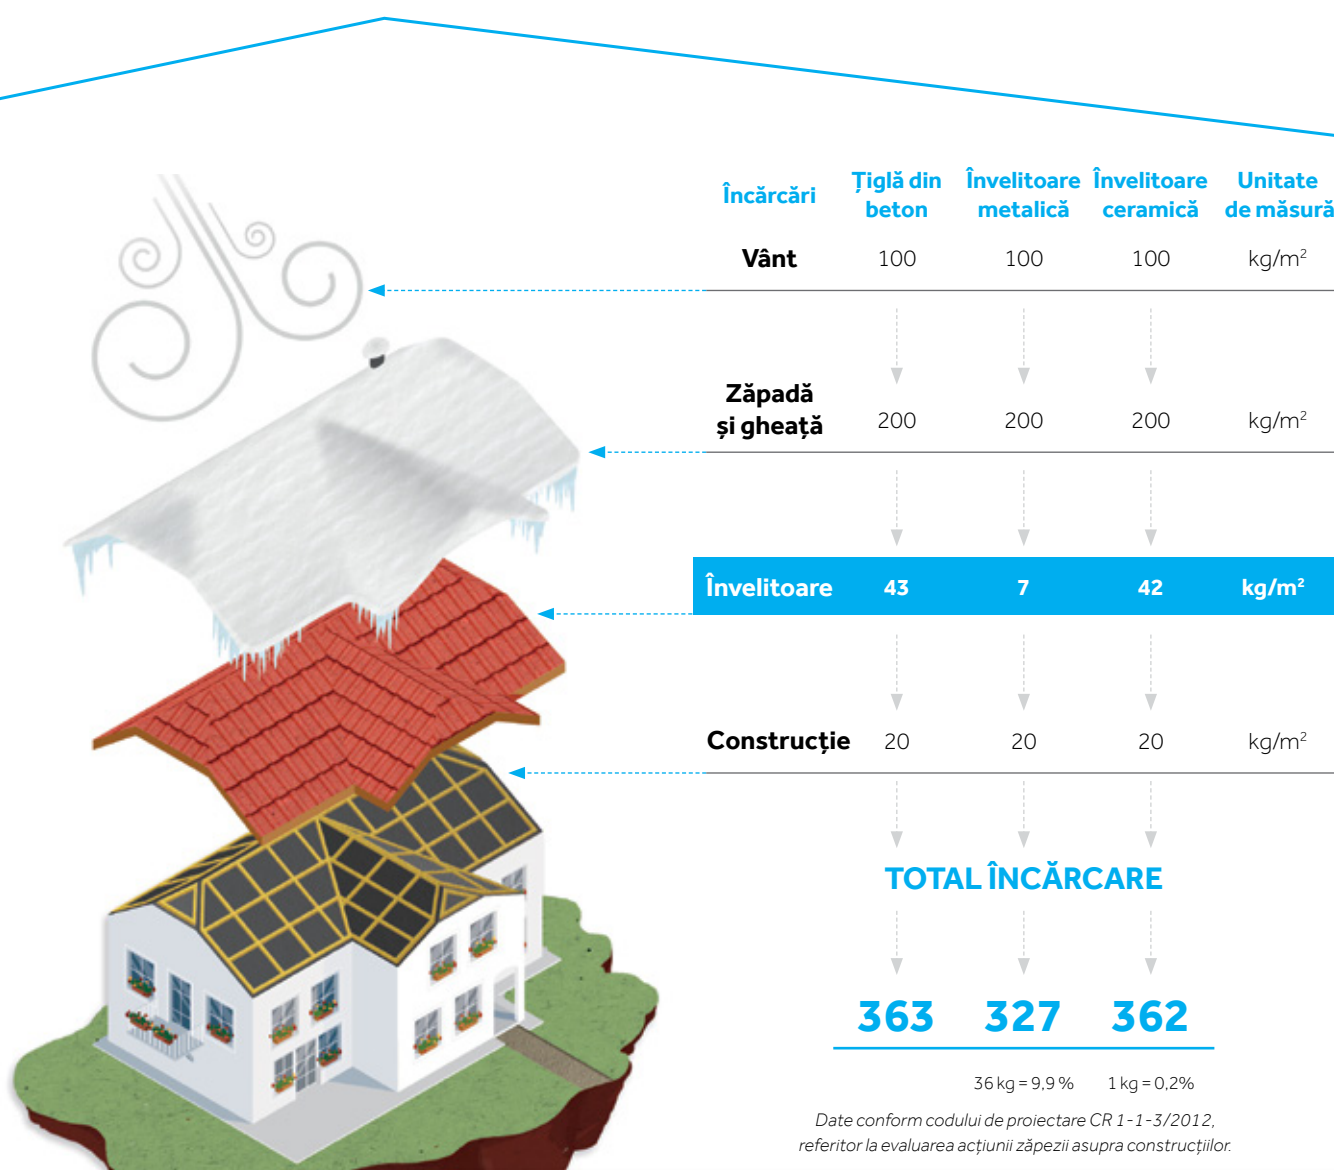 Încărcări Țiglă din beton Învelitoare metalică Învelitoare ceramică Unitate de măsură
Vânt 100 100 100 kg/m²
Zăpadă
și gheață 200 200 200 kg/m²
Învelitoare 43 7 42 kg/m²
Construcție 20 20 20 kg/m²
TOTAL ÎNCĂRCARE
363 327 362
36 kg = 9,9 % 1 kg = 0,2%
Date conform codului de proiectare CR 1-1-3/2012,
referitor la evaluarea acțiunii zăpezii asupra construcțiilor.